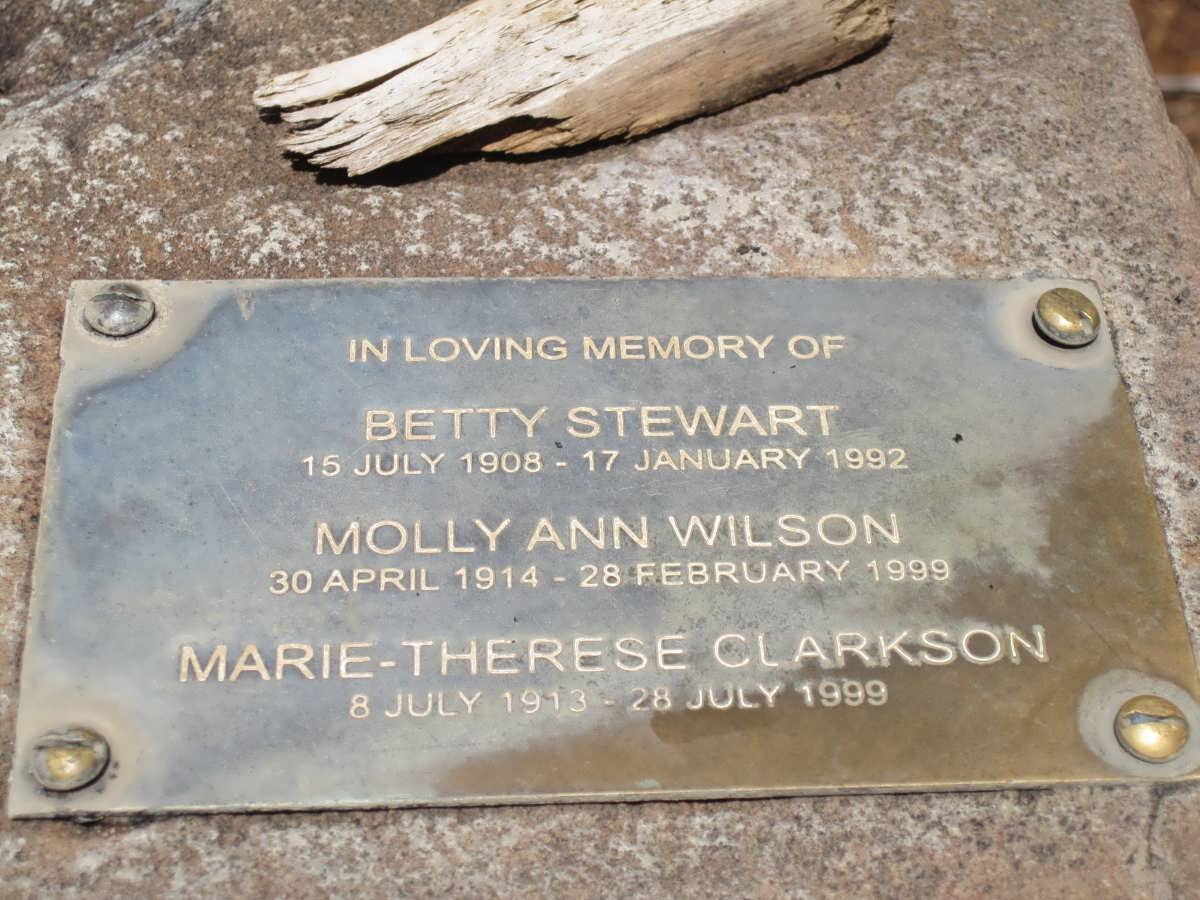 IN LOVING MEMORY OF
BETTY STEWART
15 JULY 1908 - 17 JANUARY 1992
MOLLY ANN WILSON
30 APRIL 1914 - 28 FEBRUARY 1999
MARIE-THERESE CLARKSON
8 JULY 1913 - 28 JULY 1999